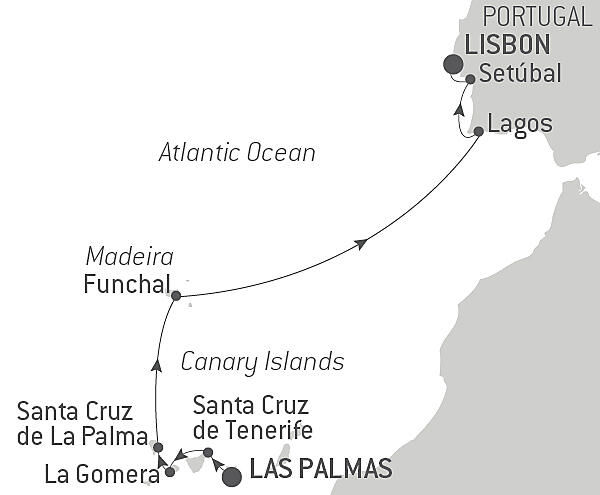 PORTUGAL
LISBON
Setúbal
Lagos
Atlantic Ocean
Madeira
Funchal
Canary Islands
Santa Cruz
de La Palma
Santa Cruz
de Tenerife
La Gomera
LAS PALMAS